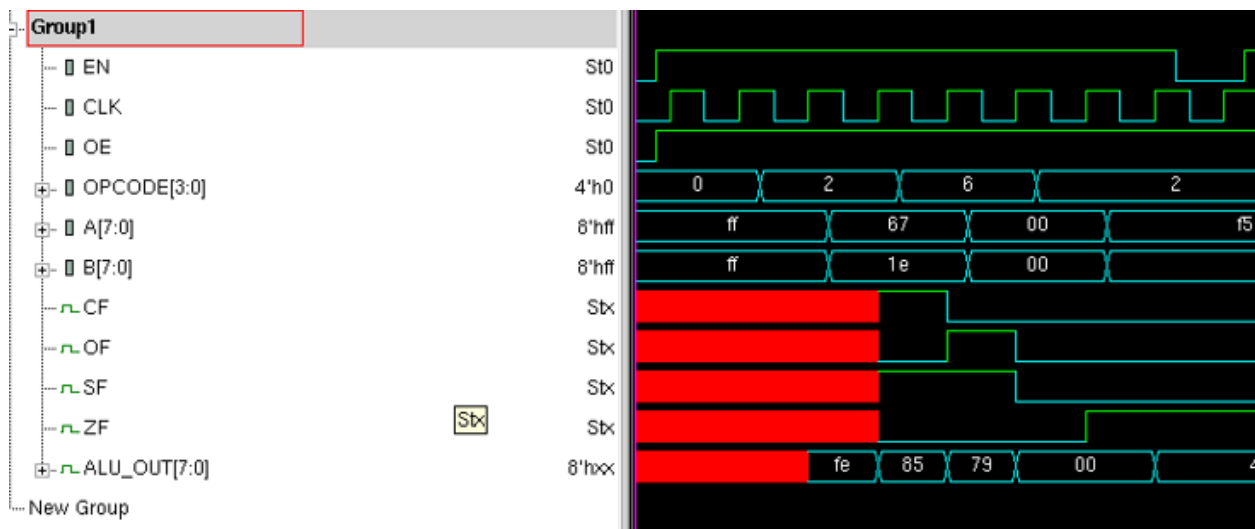 Group1
EN St0
CLK St0
OE St0
OPCODE[3:0] 4'h0 0 2 6 2
A[7:0] 8'hff ff 67 00 f5
B[7:0] 8'hff ff 1e 00
CF Stx
OF Stx
SF Stx
Stx
ZF Stx
ALU_OUT[7:0] 8'hxx fe 85 79 00
New Group